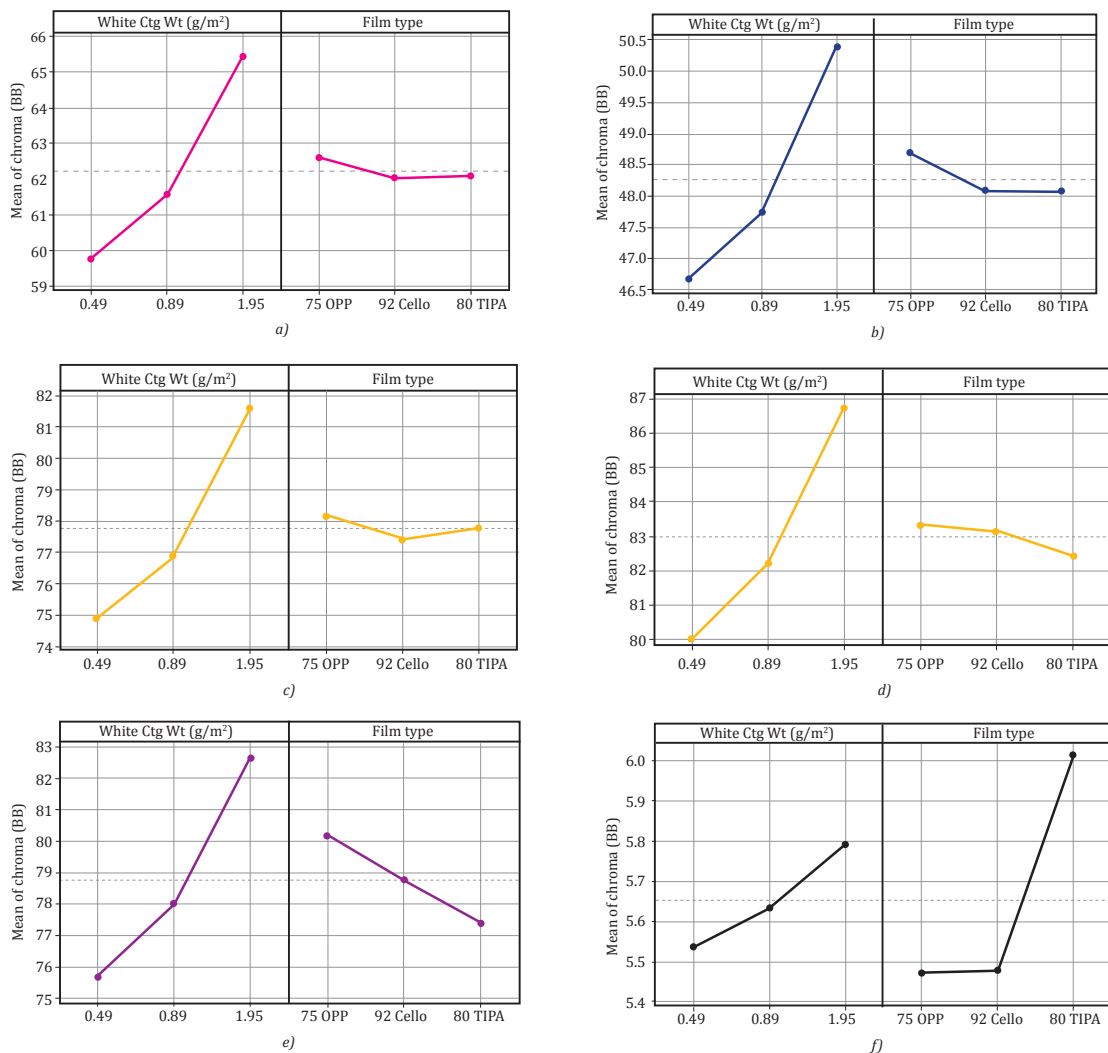 White Ctg Wt (g/m²)
Film type
66
65
64
63
62
61
60
59
Mean of chroma (BB)
0.49
0.89
1.95
75 OPP
92 Cello
80 TIPA
a)
White Ctg Wt (g/m²)
Film type
50.5
50.0
49.5
49.0
48.5
48.0
47.5
47.0
46.5
Mean of chroma (BB)
0.49
0.89
1.95
75 OPP
92 Cello
80 TIPA
b)
White Ctg Wt (g/m²)
Film type
82
81
80
78
78
77
76
75
74
Mean of chroma (BB)
0.49
0.89
1.95
75 OPP
92 Cello
80 TIPA
c)
White Ctg Wt (g/m²)
Film type
87
86
85
84
83
82
81
80
Mean of chroma (BB)
0.49
0.89
1.95
75 OPP
92 Cello
80 TIPA
d)
White Ctg Wt (g/m²)
Film type
83
82
81
80
78
78
77
76
75
Mean of chroma (BB)
0.49
0.89
1.95
75 OPP
92 Cello
80 TIPA
e)
White Ctg Wt (g/m²)
Film type
6.0
5.9
5.8
5.6
5.6
5.5
5.4
Mean of chroma (BB)
0.49
0.89
1.95
75 OPP
92 Cello
80 TIPA
f)